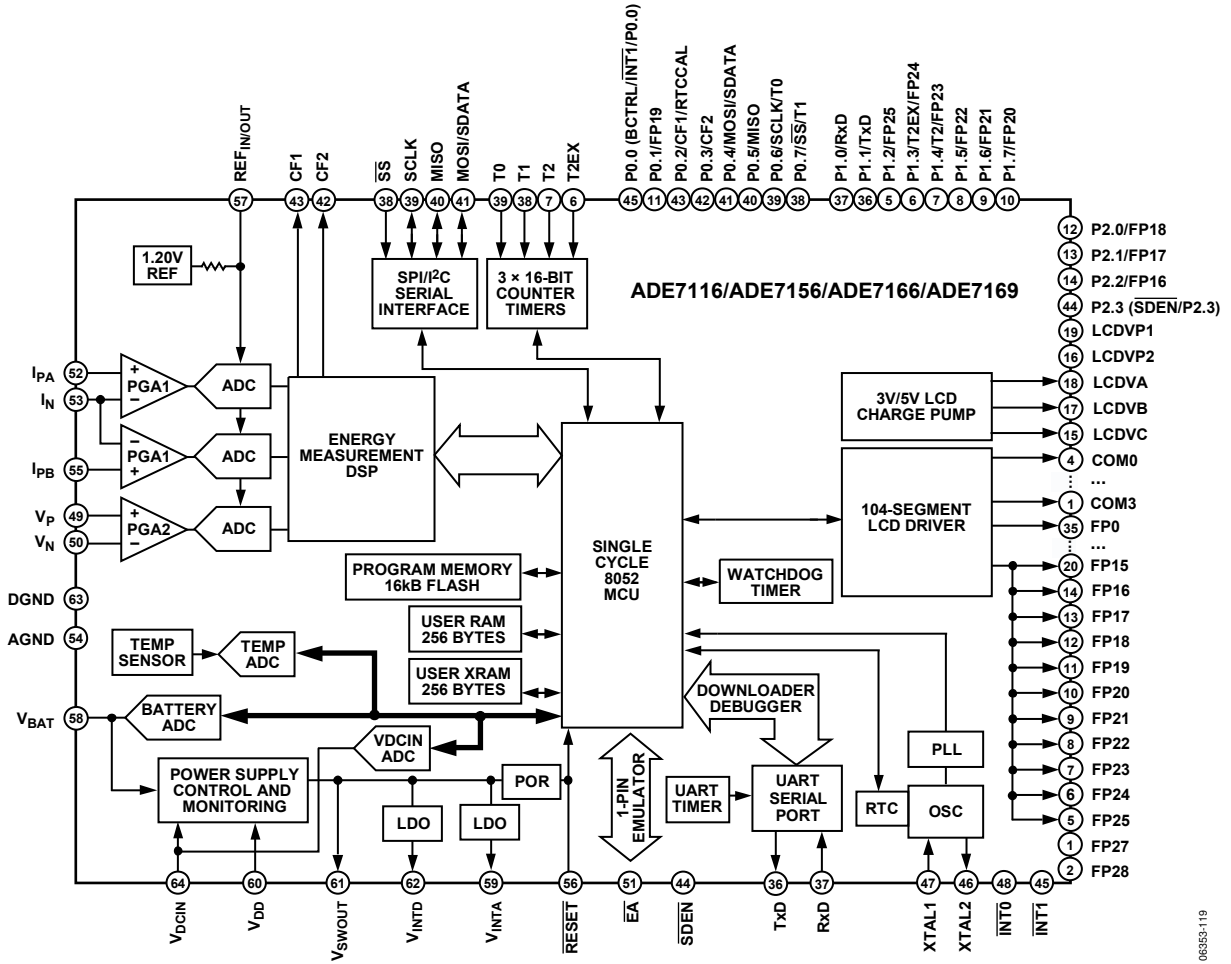 REF IN/OUT
CF1
CF2
S̅S̅
SCLK
MISO
MOSI/SDATA
T0
T1
T2
T2EX
P0.0 (BCTRL/I̅N̅T̅1̅/P0.0)
P0.1/FP19
P0.2/CF1/RTCCAL
P0.3/CF2
P0.4/MOSI/SDATA
P0.5/MISO
P0.6/SCLK/T0
P0.7/S̅S̅/T1
P1.0/RxD
P1.1/TxD
P1.2/FP25
P1.3/T2EX/FP24
P1.4/T2/FP23
P1.5/FP22
P1.6/FP21
P1.7/FP20
57
43
42
38
39
40
41
39
38
7
6
45
11
43
42
41
40
39
38
37
36
5
6
7
8
9
10
12 P2.0/FP18
13 P2.1/FP17
14 P2.2/FP16
44 P2.3 (S̅D̅E̅N̅/P2.3)
19 LCDVP1
16 LCDVP2
18 LCDVA
17 LCDVB
15 LCDVC
4 COM0
...
1 COM3
35 FP0
...
20 FP15
14 FP16
13 FP17
12 FP18
11 FP19
10 FP20
9 FP21
8 FP22
7 FP23
6 FP24
5 FP25
1 FP27
2 FP28
1.20V
REF
SPI/I²C
SERIAL
INTERFACE
3 × 16-BIT
COUNTER
TIMERS
ADE7116/ADE7156/ADE7166/ADE7169
IPA 52
IN 53
+
PGA1
−
ADC
−
PGA1
+
ADC
IPB 55
VP 49
VN 50
+
PGA2
−
ADC
ENERGY
MEASUREMENT
DSP
3V/5V LCD
CHARGE PUMP
104-SEGMENT
LCD DRIVER
SINGLE
CYCLE
8052
MCU
PROGRAM MEMORY
16kB FLASH
WATCHDOG
TIMER
USER RAM
256 BYTES
USER XRAM
256 BYTES
DGND 63
AGND 54
TEMP
SENSOR
TEMP
ADC
VBAT 58
BATTERY
ADC
VDCIN
ADC
DOWNLOADER
DEBUGGER
POWER SUPPLY
CONTROL AND
MONITORING
LDO
LDO
POR
1-PIN
EMULATOR
UART
TIMER
UART
SERIAL
PORT
PLL
RTC
OSC
64
60
61
62
59
56
51
44
36
37
47
46
48
45
VDCIN
VDD
VSWOUT
VINTD
VINTA
R̅E̅S̅E̅T̅
E̅A̅
S̅D̅E̅N̅
TxD
RxD
XTAL1
XTAL2
I̅N̅T̅0̅
I̅N̅T̅1̅
06353-119